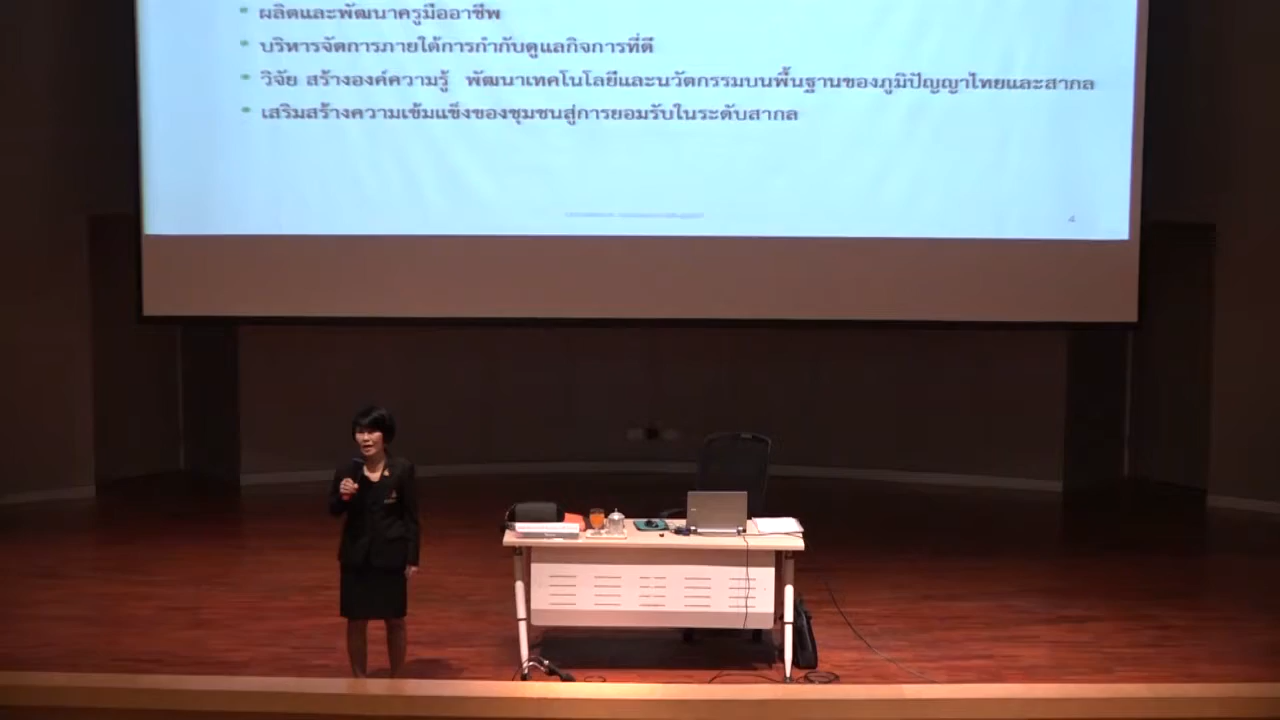 • ผลิตและพัฒนาครูมืออาชีพ
• บริหารจัดการภายใต้การกำกับดูแลกิจการที่ดี
• วิจัย สร้างองค์ความรู้ พัฒนาเทคโนโลยีและนวัตกรรมบนพื้นฐานของภูมิปัญญาไทยและสากล
• เสริมสร้างความเข้มแข็งของชุมชนสู่การยอมรับในระดับสากล
4